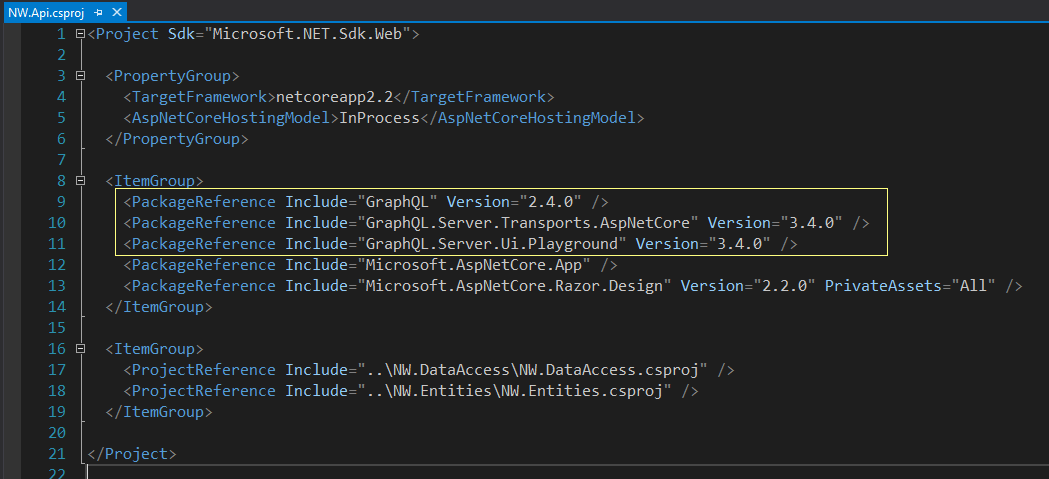 NW.Api.csproj
1 <Project Sdk="Microsoft.NET.Sdk.Web">
2
3 <PropertyGroup>
4 <TargetFramework>netcoreapp2.2</TargetFramework>
5 <AspNetCoreHostingModel>InProcess</AspNetCoreHostingModel>
6 </PropertyGroup>
7
8 <ItemGroup>
9 <PackageReference Include="GraphQL" Version="2.4.0" />
10 <PackageReference Include="GraphQL.Server.Transports.AspNetCore" Version="3.4.0" />
11 <PackageReference Include="GraphQL.Server.Ui.Playground" Version="3.4.0" />
12 <PackageReference Include="Microsoft.AspNetCore.App" />
13 <PackageReference Include="Microsoft.AspNetCore.Razor.Design" Version="2.2.0" PrivateAssets="All" />
14 </ItemGroup>
15
16 <ItemGroup>
17 <ProjectReference Include="..\NW.DataAccess\NW.DataAccess.csproj" />
18 <ProjectReference Include="..\NW.Entities\NW.Entities.csproj" />
19 </ItemGroup>
20
21 </Project>
22